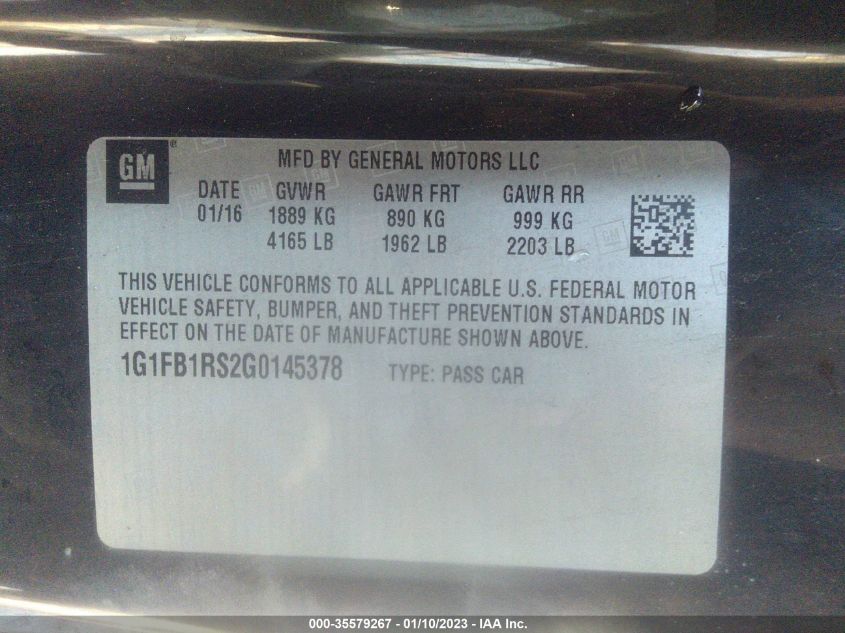 GM®
MFD BY GENERAL MOTORS LLC
DATE GVWR GAWR FRT GAWR RR
01/16 1889 KG 890 KG 999 KG
4165 LB 1962 LB 2203 LB
THIS VEHICLE CONFORMS TO ALL APPLICABLE U.S. FEDERAL MOTOR
VEHICLE SAFETY, BUMPER, AND THEFT PREVENTION STANDARDS IN
EFFECT ON THE DATE OF MANUFACTURE SHOWN ABOVE.
1G1FB1RS2G0145378 TYPE: PASS CAR
000-35579267 - 01/10/2023 - IAA Inc.